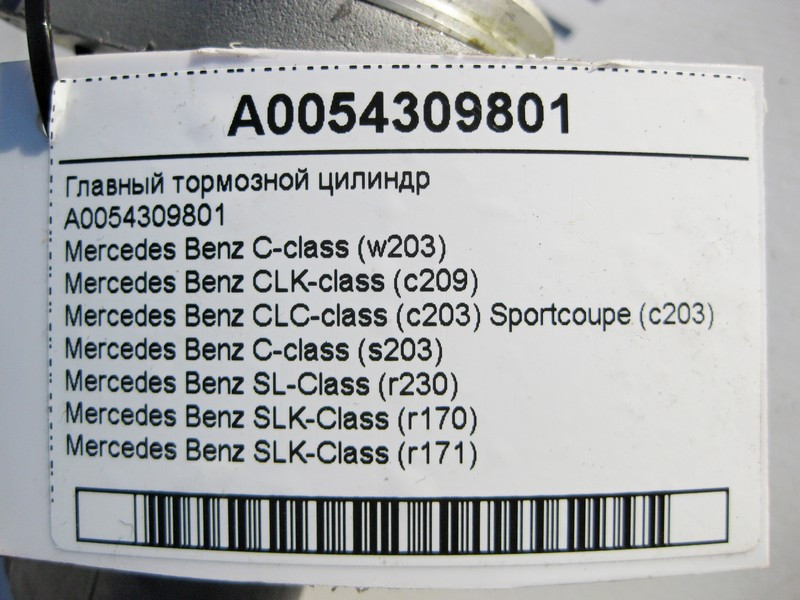 A0054309801
Главный тормозной цилиндр
A0054309801
Mercedes Benz C-class (w203)
Mercedes Benz CLK-class (c209)
Mercedes Benz CLC-class (c203) Sportcoupe (c203)
Mercedes Benz C-class (s203)
Mercedes Benz SL-Class (r230)
Mercedes Benz SLK-Class (r170)
Mercedes Benz SLK-Class (r171)